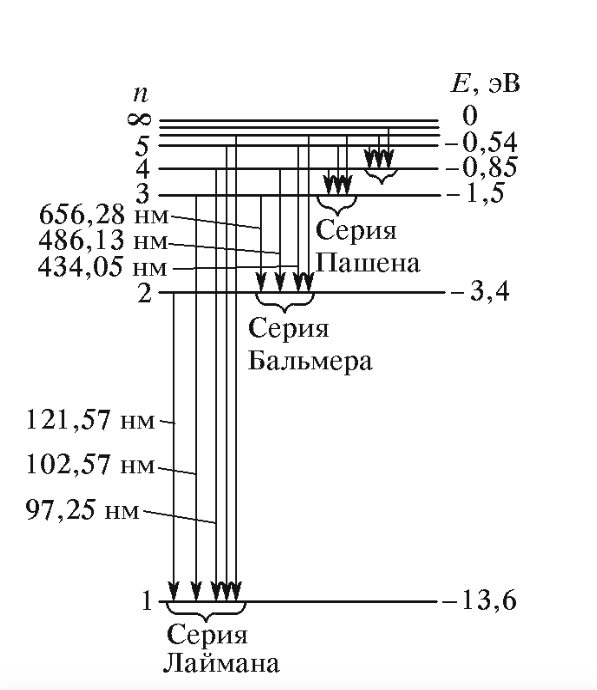 n
E, эВ
∞
0
5
−0,54
4
−0,85
3
−1,5
656,28 нм
486,13 нм
434,05 нм
Серия
Пашена
2
−3,4
Серия
Бальмера
121,57 нм
102,57 нм
97,25 нм
1
−13,6
Серия
Лаймана